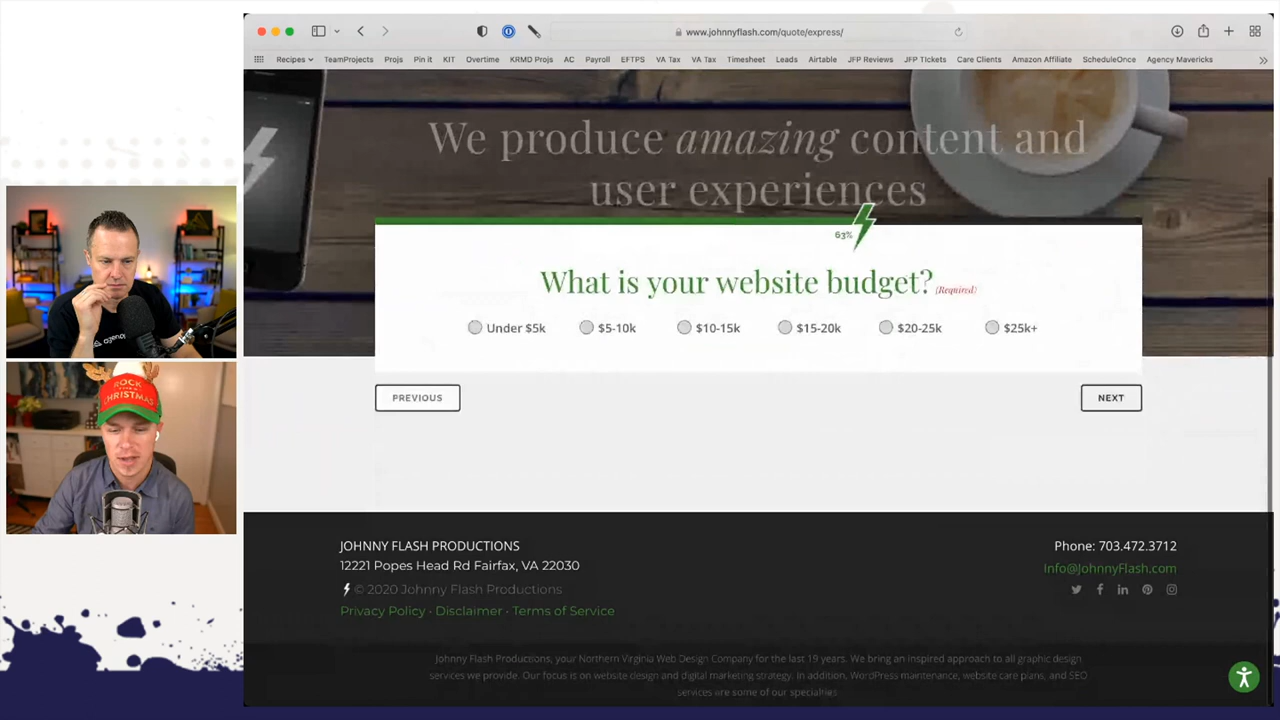 www.johnnyflash.com/quote/express/
Recipes TeamProjects Projs Pin it KIT Overtime KRMD Projs AC Payroll EFTPS VA Tax VA Tax Timesheet Leads Airtable JFP Reviews JFP Tickets Care Clients Amazon Affiliate ScheduleOnce Agency Mavericks
We produce amazing content and
user experiences
63%
What is your website budget? (Required)
Under $5k $5-10k $10-15k $15-20k $20-25k $25k+
PREVIOUS
NEXT
ROCK
CHRISTMAS
JOHNNY FLASH PRODUCTIONS
12221 Popes Head Rd Fairfax, VA 22030
© 2020 Johnny Flash Productions
Privacy Policy · Disclaimer · Terms of Service
Phone: 703.472.3712
Info@JohnnyFlash.com
Johnny Flash Productions, your Northern Virginia Web Design Company for the last 19 years. We bring an inspired approach to all graphic design
services we provide. Our focus is on website design and digital marketing strategy. In addition, WordPress maintenance, website care plans, and SEO
services are some of our specialties